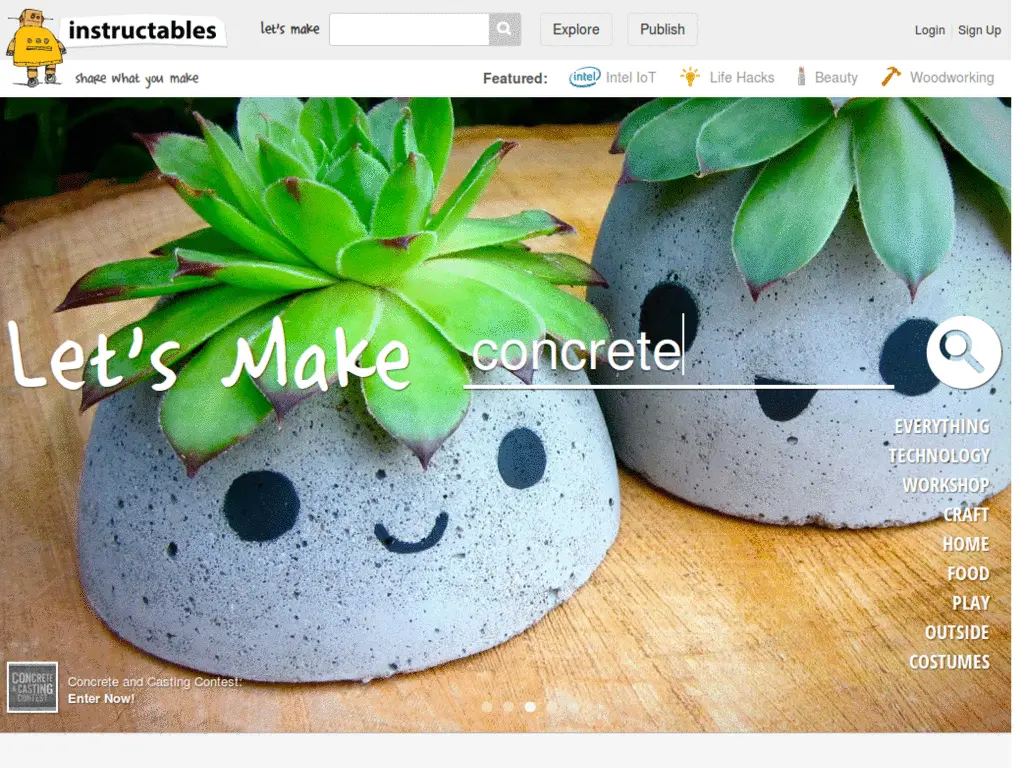 instructables
let's make
Explore
Publish
Login
Sign Up
share what you make
Featured:
intel
Intel IoT
Life Hacks
Beauty
Woodworking
Let's Make
concrete
EVERYTHING
TECHNOLOGY
WORKSHOP
CRAFT
HOME
FOOD
PLAY
OUTSIDE
COSTUMES
CONCRETE
& CASTING
CONTEST
Concrete and Casting Contest:
Enter Now!